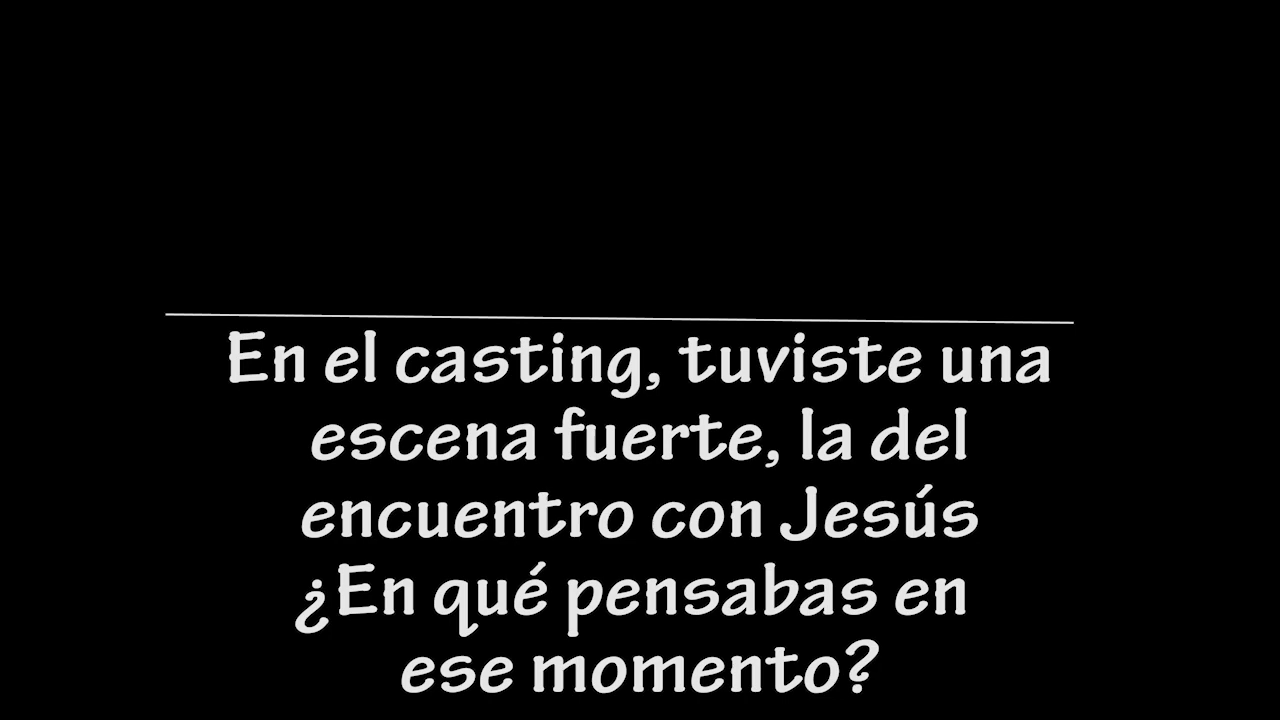 En el casting, tuviste una
escena fuerte, la del
encuentro con Jesús
¿En qué pensabas en
ese momento?